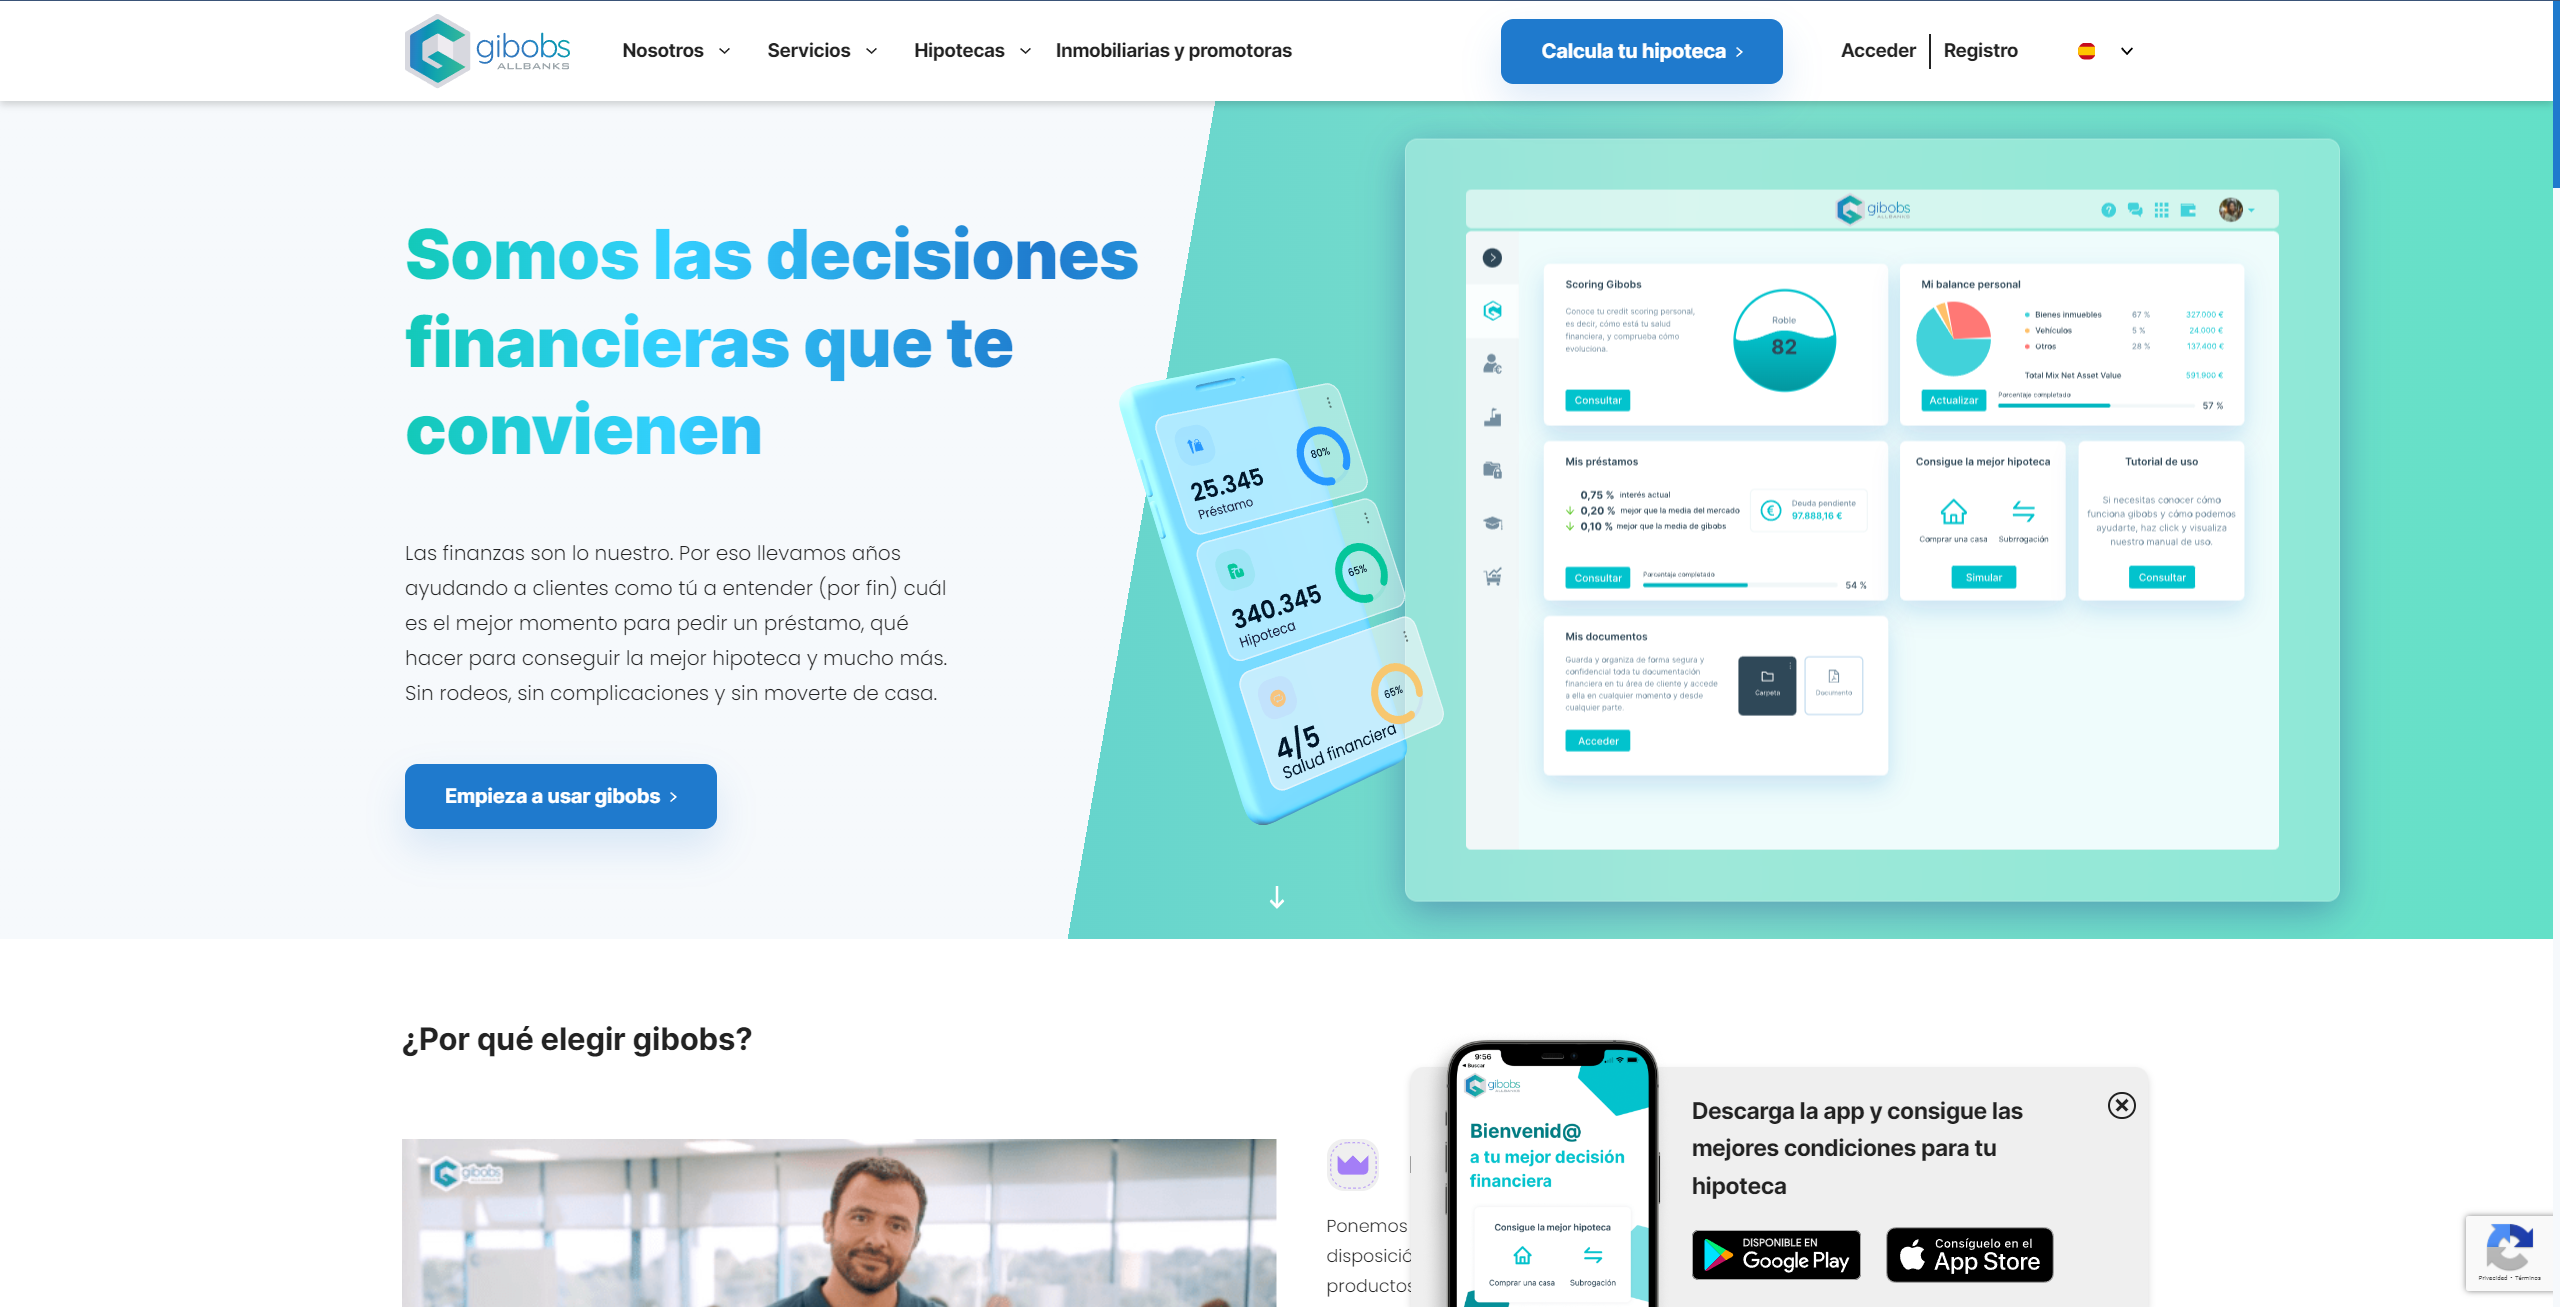 gibobs
ALLBANKS
Nosotros
Servicios
Hipotecas
Inmobiliarias y promotoras
Calcula tu hipoteca
Acceder
Registro
Somos las decisiones
financieras que te
convienen
Las finanzas son lo nuestro. Por eso llevamos años
ayudando a clientes como tú a entender (por fin) cuál
es el mejor momento para pedir un préstamo, qué
hacer para conseguir la mejor hipoteca y mucho más.
Sin rodeos, sin complicaciones y sin moverte de casa.
Empieza a usar gibobs
80%
25.345
Préstamo
65%
340.345
Hipoteca
65%
4/5
Salud financiera
gibobs
ALLBANKS
Scoring Gibobs
Conoce tu credit scoring personal,
es decir, cómo está tu salud
financiera, y comprueba cómo
evoluciona.
Roble
82
Consultar
Mi balance personal
Bienes inmuebles 67 % 327.000 €
Vehículos 5 % 24.000 €
Otros 28 % 137.400 €
Total Mix Net Asset Value 591.900 €
Actualizar
Porcentaje completado
57 %
Mis préstamos
0,75 % interés actual
0,20 % mejor que la media del mercado
0,10 % mejor que la media de gibobs
Deuda pendiente
97.888,16 €
Consultar
Porcentaje completado
54 %
Consigue la mejor hipoteca
Comprar una casa
Subrrogación
Simular
Tutorial de uso
Si necesitas conocer cómo
funciona gibobs y cómo podemos
ayudarte, haz click y visualiza
nuestro manual de uso.
Consultar
Mis documentos
Guarda y organiza de forma segura y
confidencial toda tu documentación
financiera en tu área de cliente y accede
a ella en cualquier momento y desde
cualquier parte.
Carpeta
Documento
Acceder
¿Por qué elegir gibobs?
gibobs
ALLBANKS
Ponemos
disposició
productos
9:56
Buscar
gibobs
ALLBANKS
Bienvenid@
a tu mejor decisión
financiera
Consigue la mejor hipoteca
Comprar una casa
Subrogación
Descarga la app y consigue las
mejores condiciones para tu
hipoteca
DISPONIBLE EN
Google Play
Consíguelo en el
App Store
Privacidad - Términos